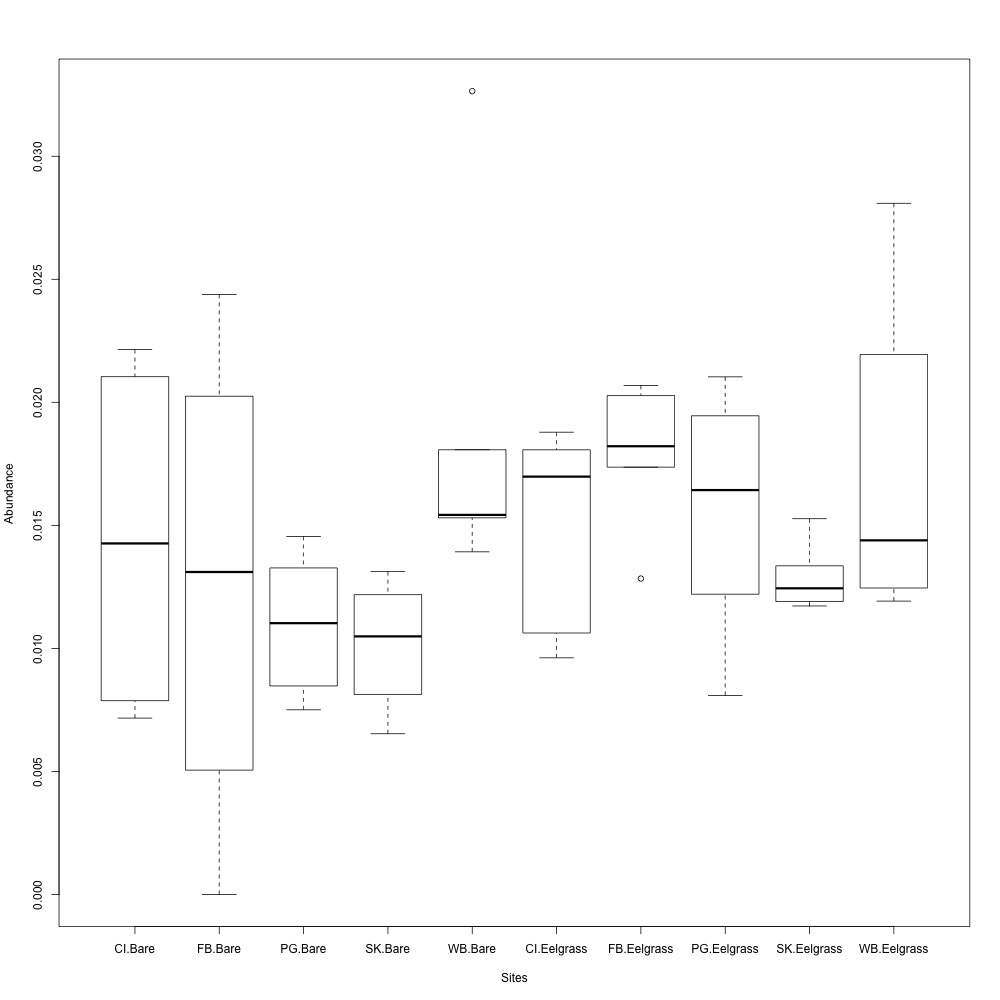 Abundance
0.030
0.025
0.020
0.015
0.010
0.005
0.000
CI.Bare FB.Bare PG.Bare SK.Bare WB.Bare CI.Eelgrass FB.Eelgrass PG.Eelgrass SK.Eelgrass WB.Eelgrass
Sites